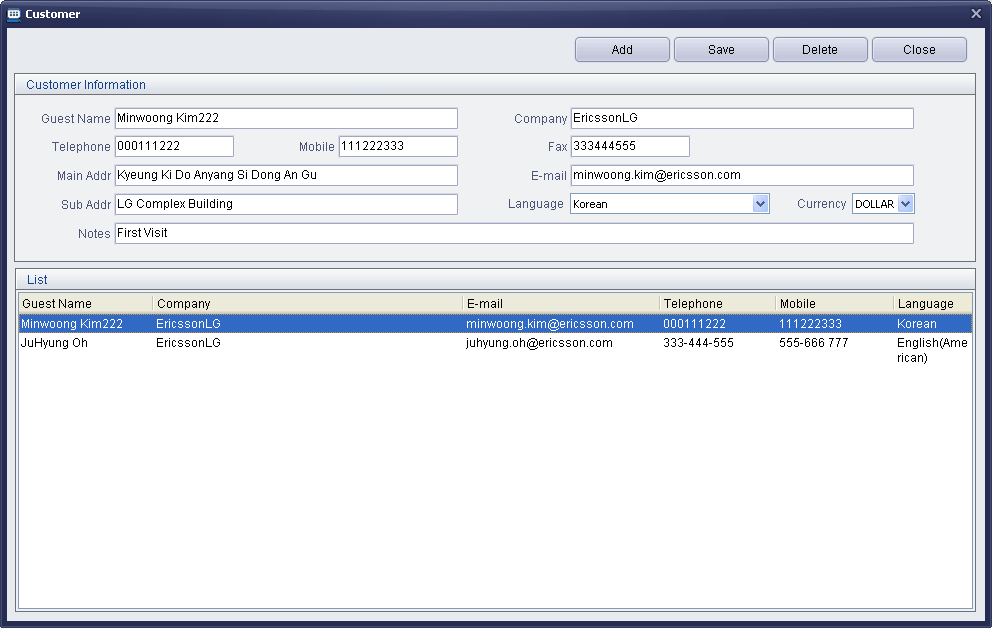 Customer
Add Save Delete Close
Customer Information
Guest Name Minwoong Kim222 Company EricssonLG
Telephone 000111222 Mobile 111222333 Fax 333444555
Main Addr Kyeung Ki Do Anyang Si Dong An Gu E-mail minwoong.kim@ericsson.com
Sub Addr LG Complex Building Language Korean Currency DOLLAR
Notes First Visit
List
Guest Name Company E-mail Telephone Mobile Language
Minwoong Kim222 EricssonLG minwoong.kim@ericsson.com 000111222 111222333 Korean
JuHyung Oh EricssonLG juhyung.oh@ericsson.com 333-444-555 555-666 777 English(Ame
rican)